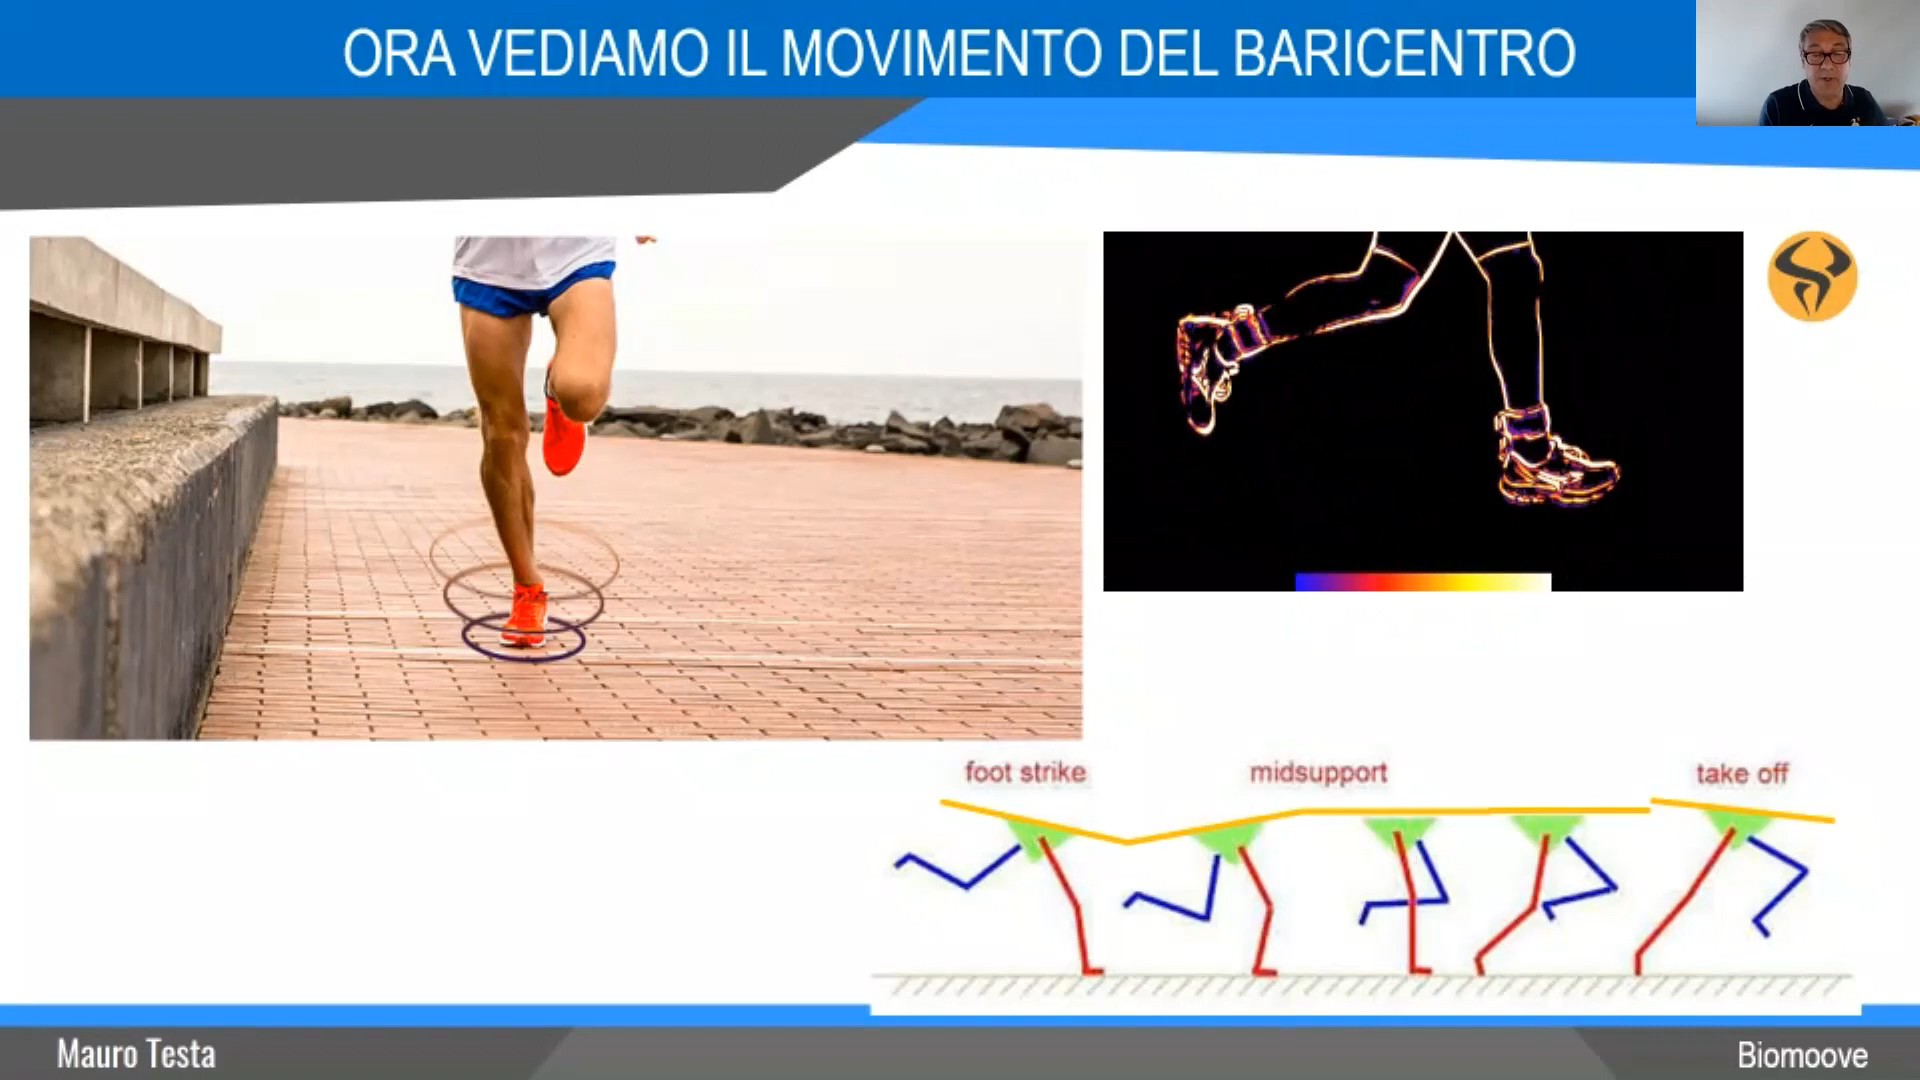 ORA VEDIAMO IL MOVIMENTO DEL BARICENTRO
foot strike
midsupport
take off
Mauro Testa
Biomoove